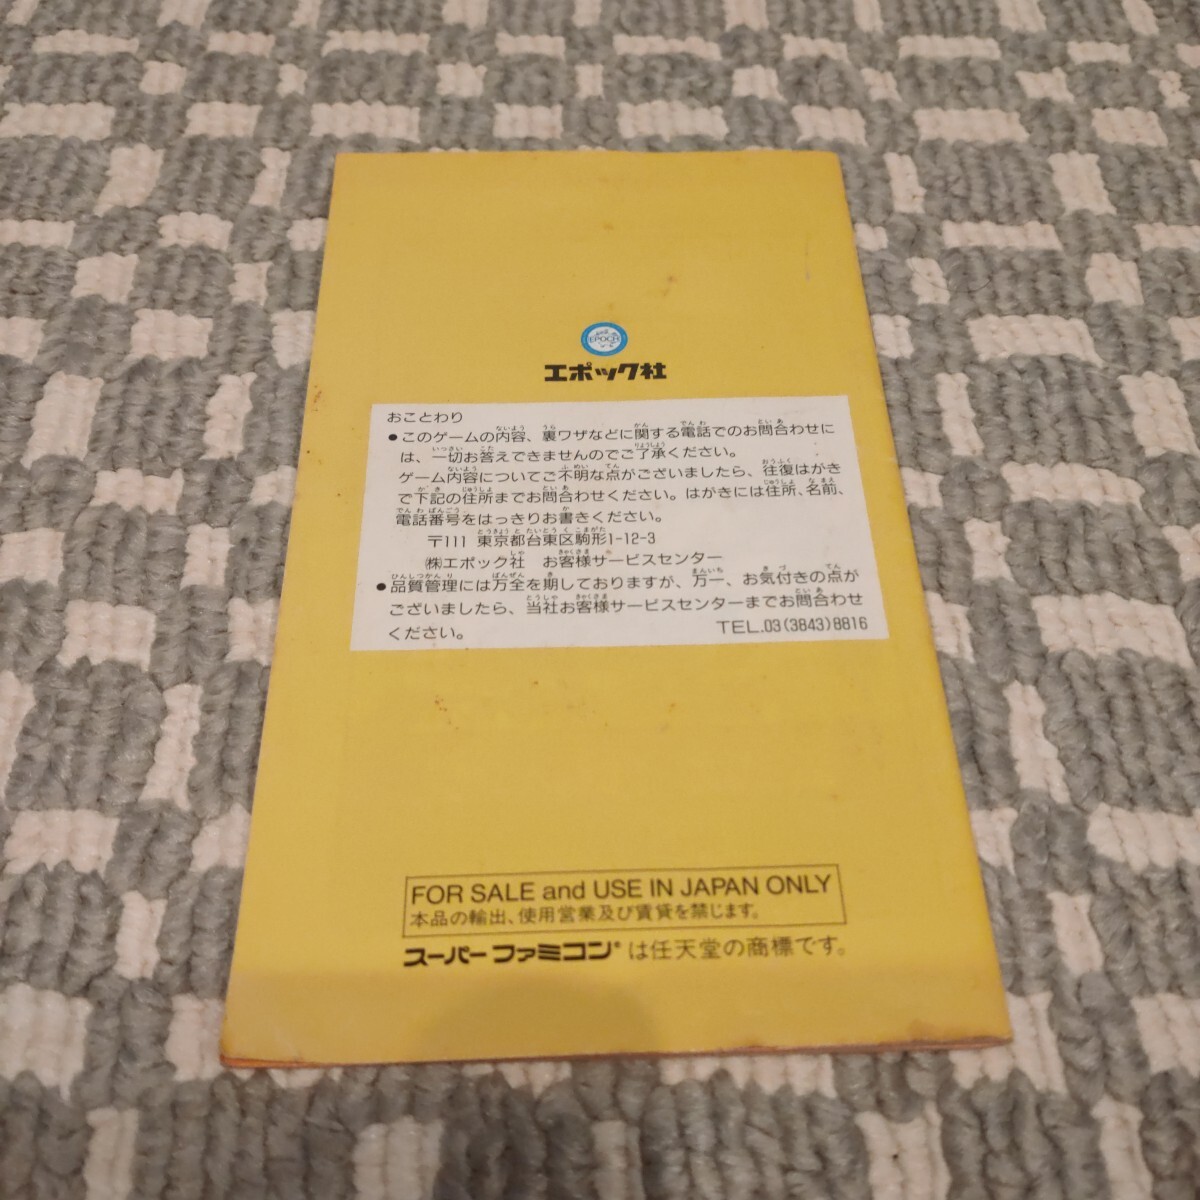 EPOCH
エポック社
おことわり
●このゲームの内容、裏ワザなどに関する電話でのお問合わせに
は、一切お答えできませんのでご了承ください。
ゲーム内容についてご不明な点がございましたら、往復はがき
で下記の住所までお問合わせください。はがきには住所、名前、
電話番号をはっきりお書きください。
〒111 東京都台東区駒形1-12-3
㈱エポック社 お客様サービスセンター
●品質管理には万全を期しておりますが、万一、お気付きの点が
ございましたら、当社お客様サービスセンターまでお問合わせ
ください。 TEL.03(3843)8816
FOR SALE and USE IN JAPAN ONLY
本品の輸出、使用営業及び賃貸を禁じます。
スーパーファミコン®は任天堂の商標です。